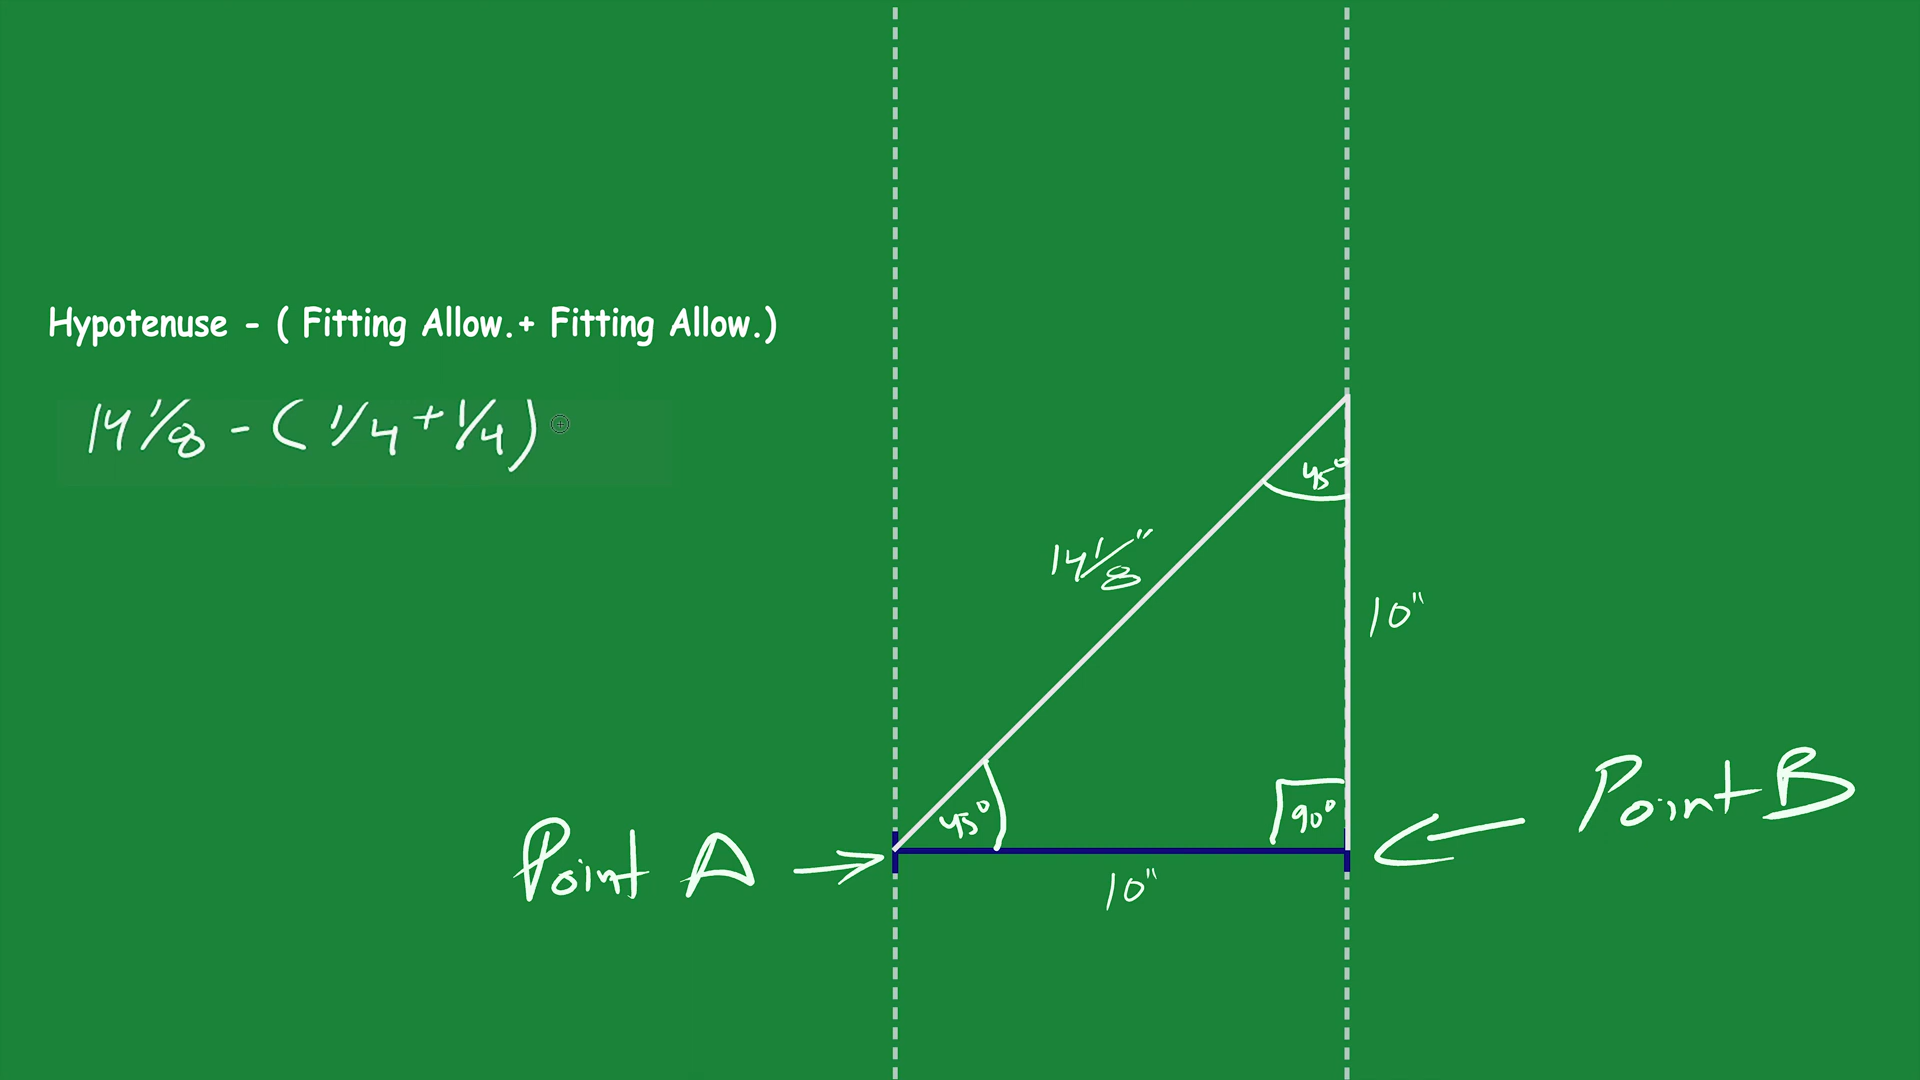 Hypotenuse - ( Fitting Allow.+ Fitting Allow.)
14 1/8 - ( 1/4 + 1/4 )
45°
14 1/8"
10"
45°
90°
Point A
Point B
10"